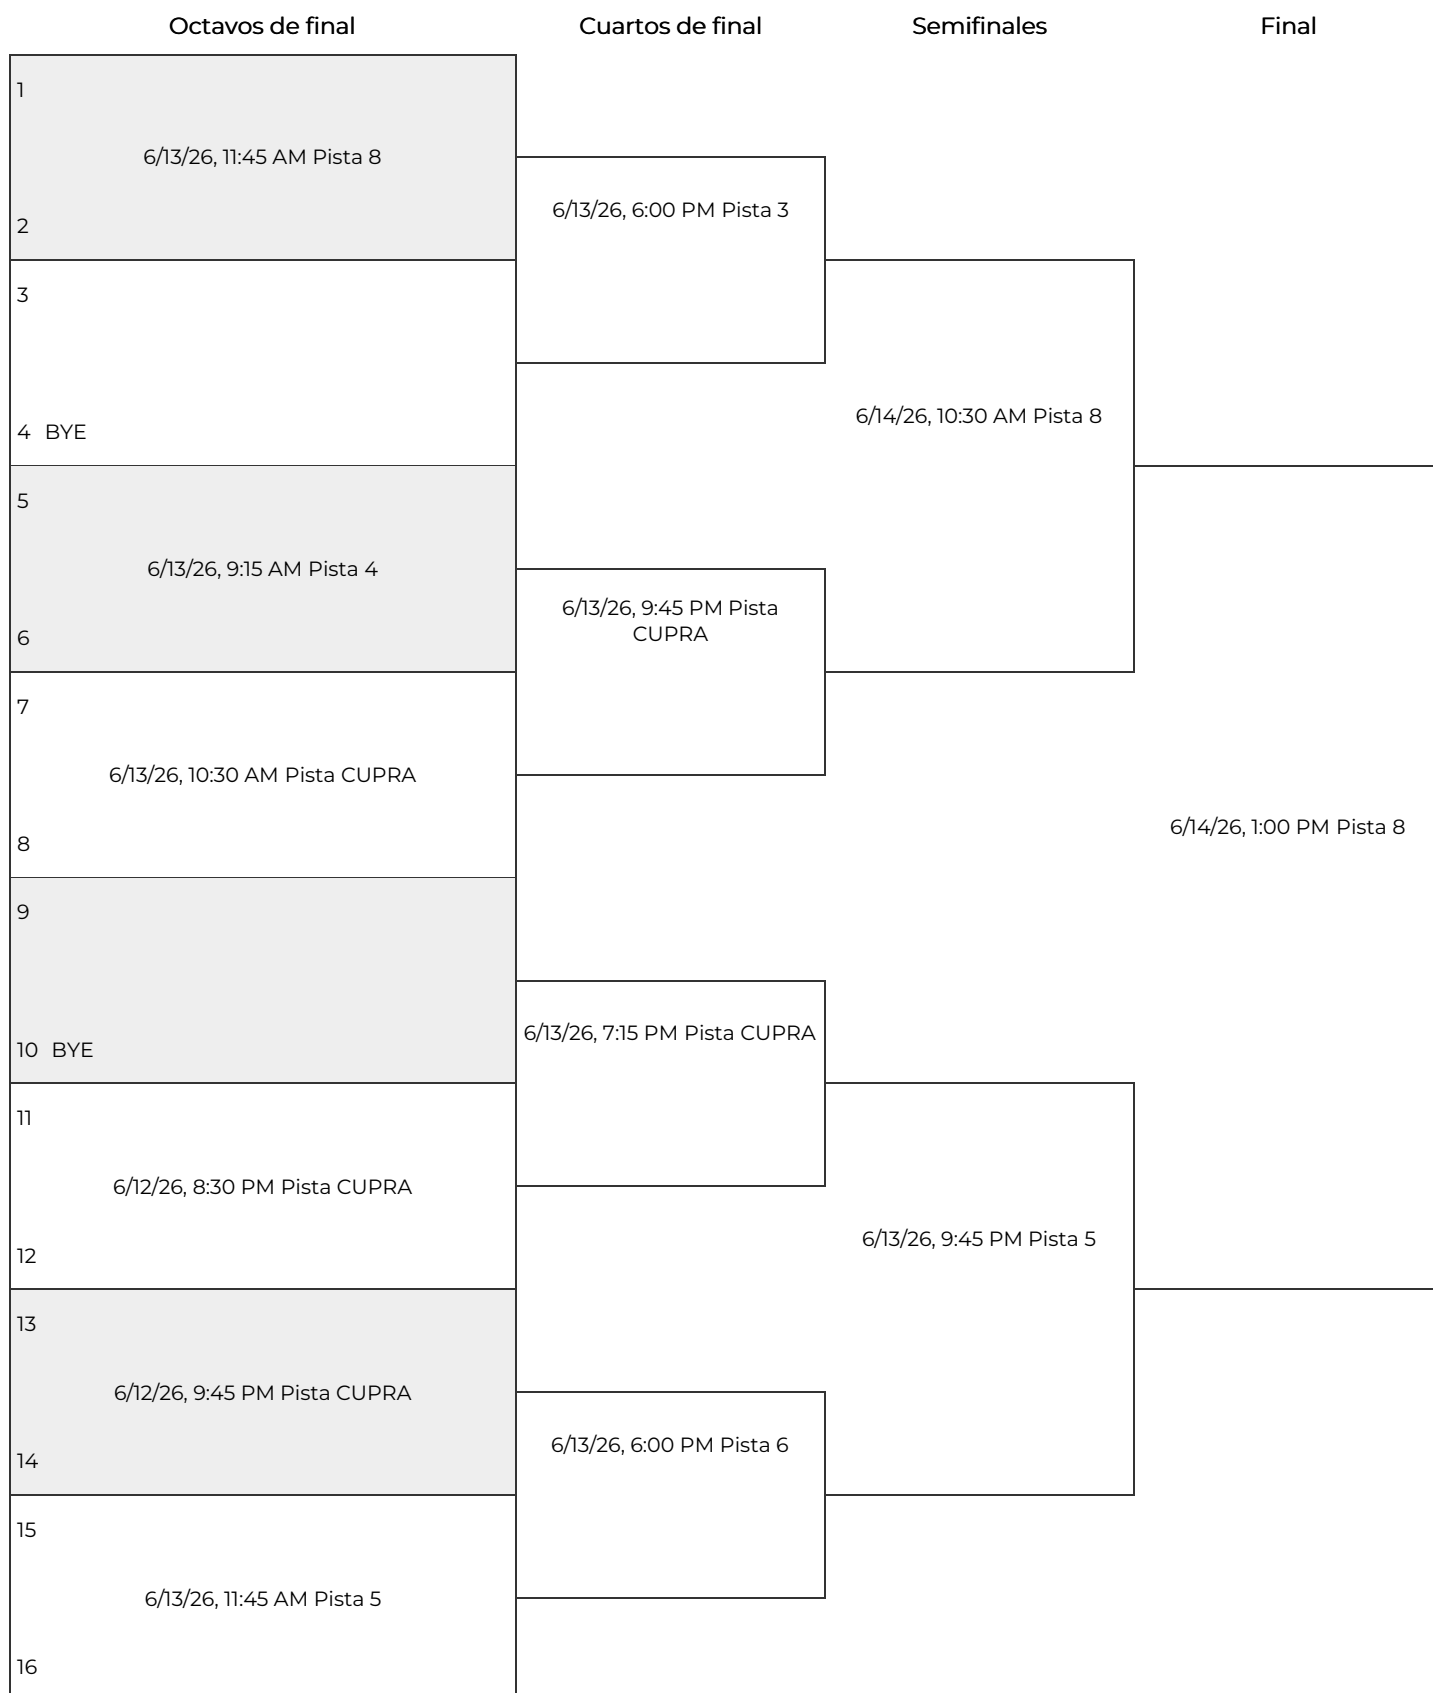 Octavos de final
Cuartos de final
Semifinales
Final
1
6/13/26, 11:45 AM Pista 8
2
3
4 BYE
5
6/13/26, 9:15 AM Pista 4
6
7
6/13/26, 10:30 AM Pista CUPRA
8
9
10 BYE
11
6/12/26, 8:30 PM Pista CUPRA
12
13
6/12/26, 9:45 PM Pista CUPRA
14
15
6/13/26, 11:45 AM Pista 5
16
6/13/26, 6:00 PM Pista 3
6/13/26, 9:45 PM Pista
CUPRA
6/13/26, 7:15 PM Pista CUPRA
6/13/26, 6:00 PM Pista 6
6/14/26, 10:30 AM Pista 8
6/13/26, 9:45 PM Pista 5
6/14/26, 1:00 PM Pista 8